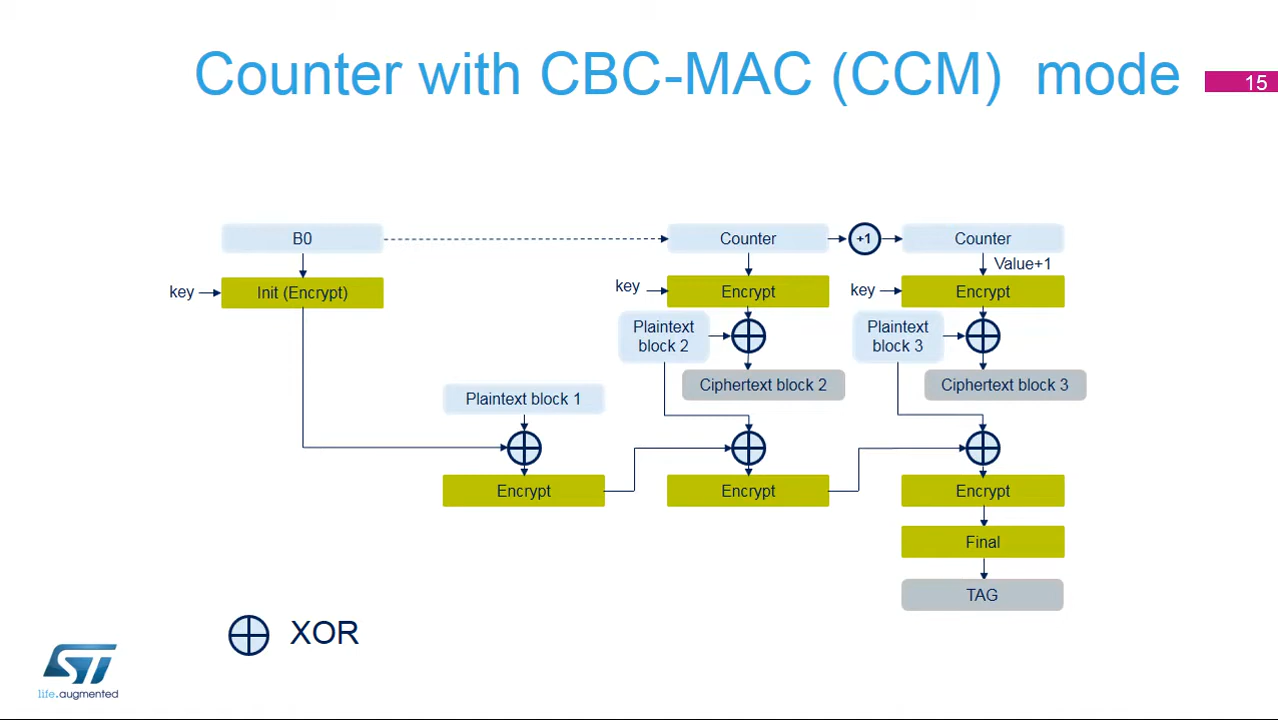 Counter with CBC-MAC (CCM) mode
15
B0
Counter
+1
Counter
Value+1
key
Init (Encrypt)
key
Encrypt
key
Encrypt
Plaintext
block 2
Plaintext
block 3
Ciphertext block 2
Ciphertext block 3
Plaintext block 1
Encrypt
Encrypt
Encrypt
Final
TAG
XOR
ST
life.augmented